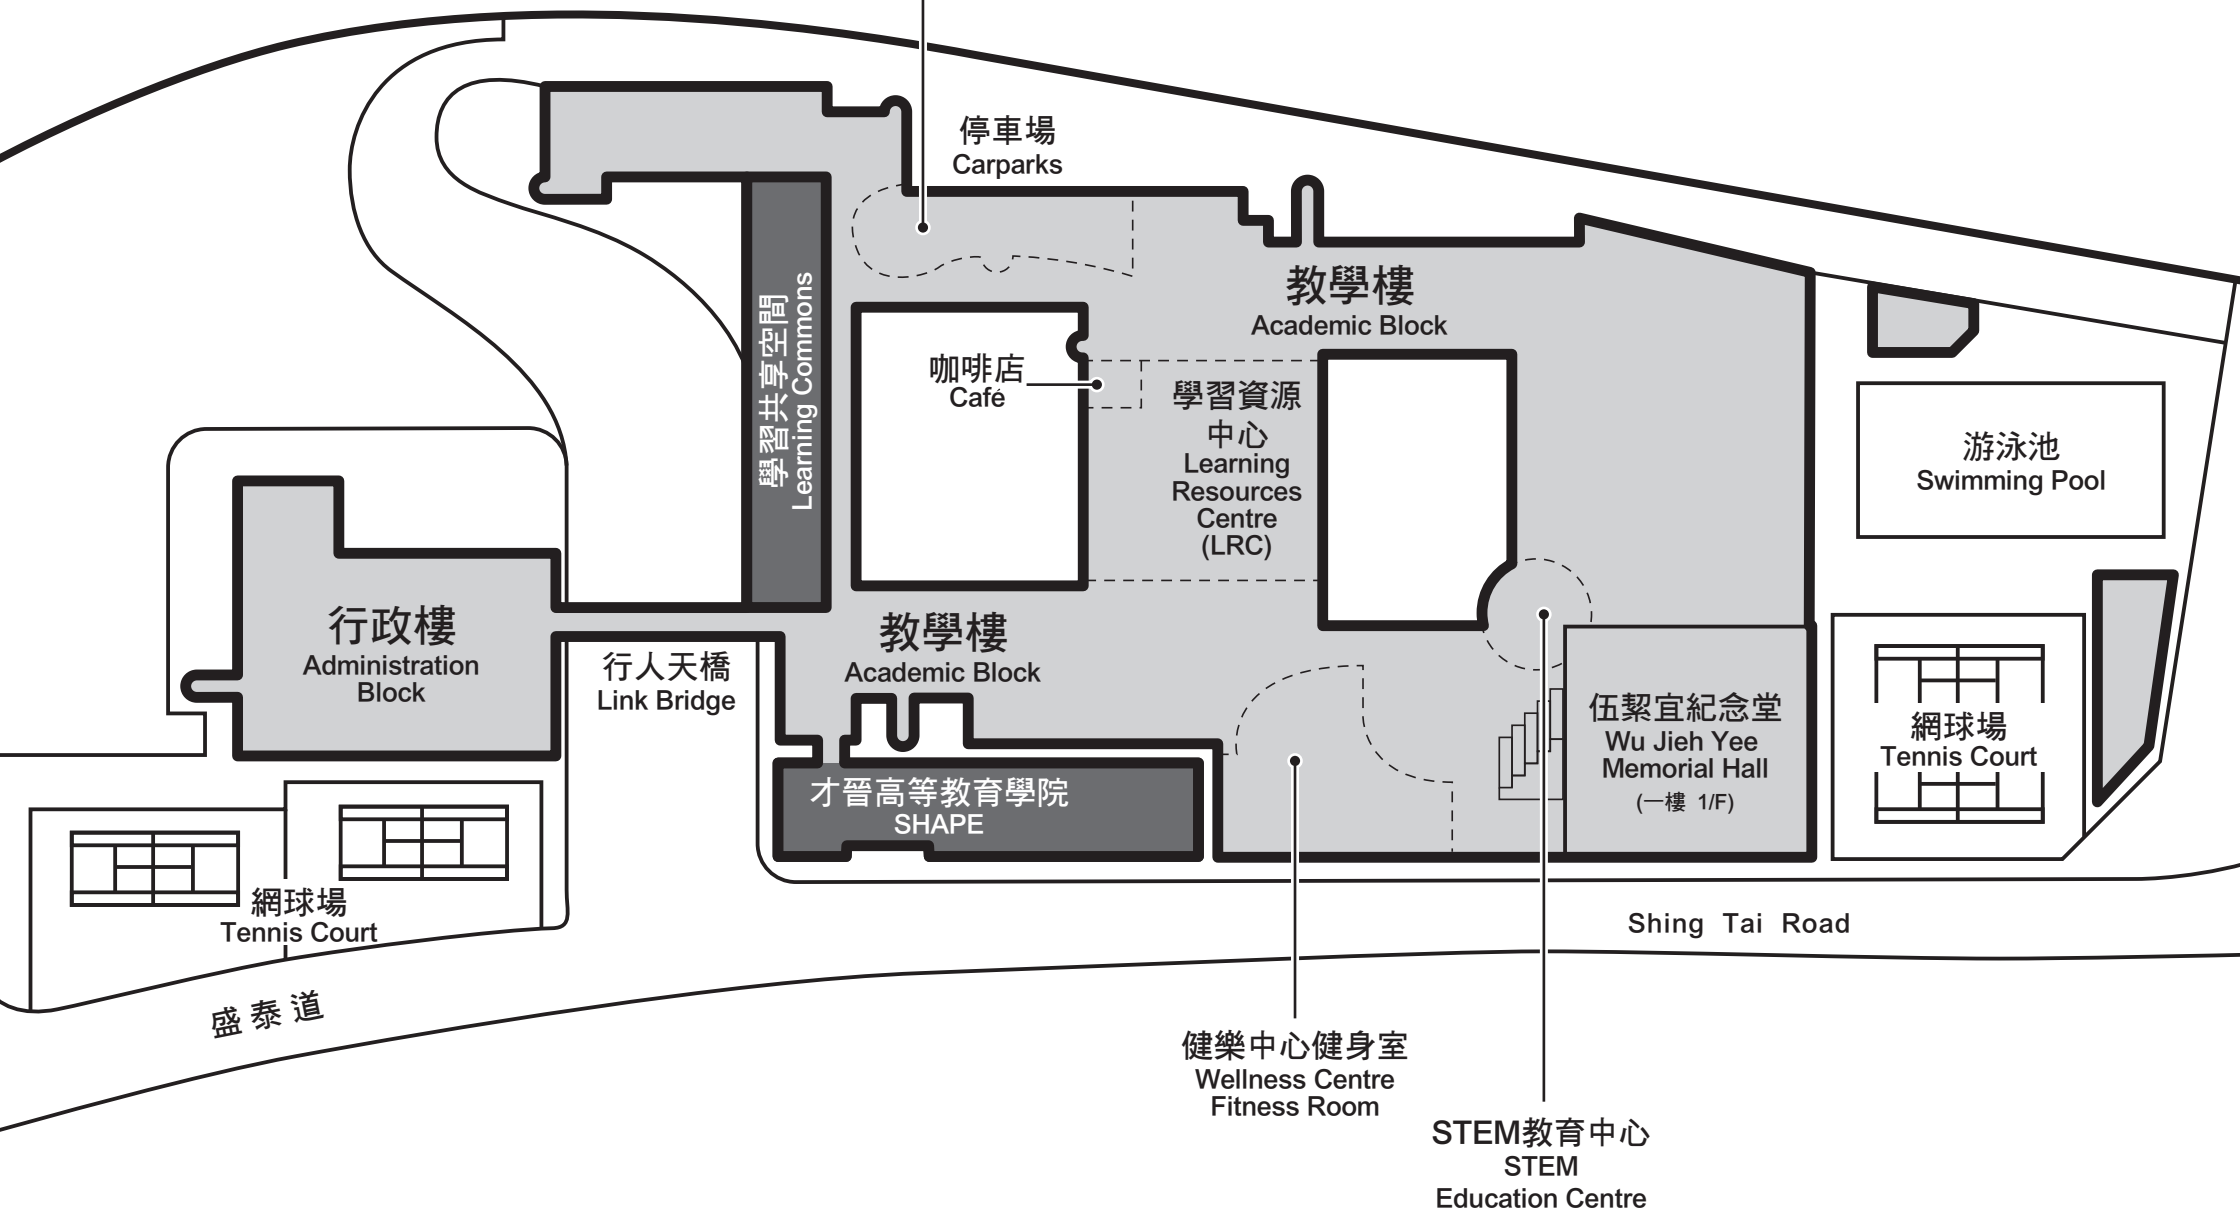 停車場
Carparks
教學樓
Academic Block
學習共享空間
Learning Commons
咖啡店
Café
學習資源
中心
Learning
Resources
Centre
(LRC)
游泳池
Swimming Pool
行政樓
Administration
Block
行人天橋
Link Bridge
教學樓
Academic Block
伍絜宜紀念堂
Wu Jieh Yee
Memorial Hall
(一樓 1/F)
網球場
Tennis Court
才晉高等教育學院
SHAPE
網球場
Tennis Court
Shing Tai Road
盛泰道
健樂中心健身室
Wellness Centre
Fitness Room
STEM教育中心
STEM
Education Centre